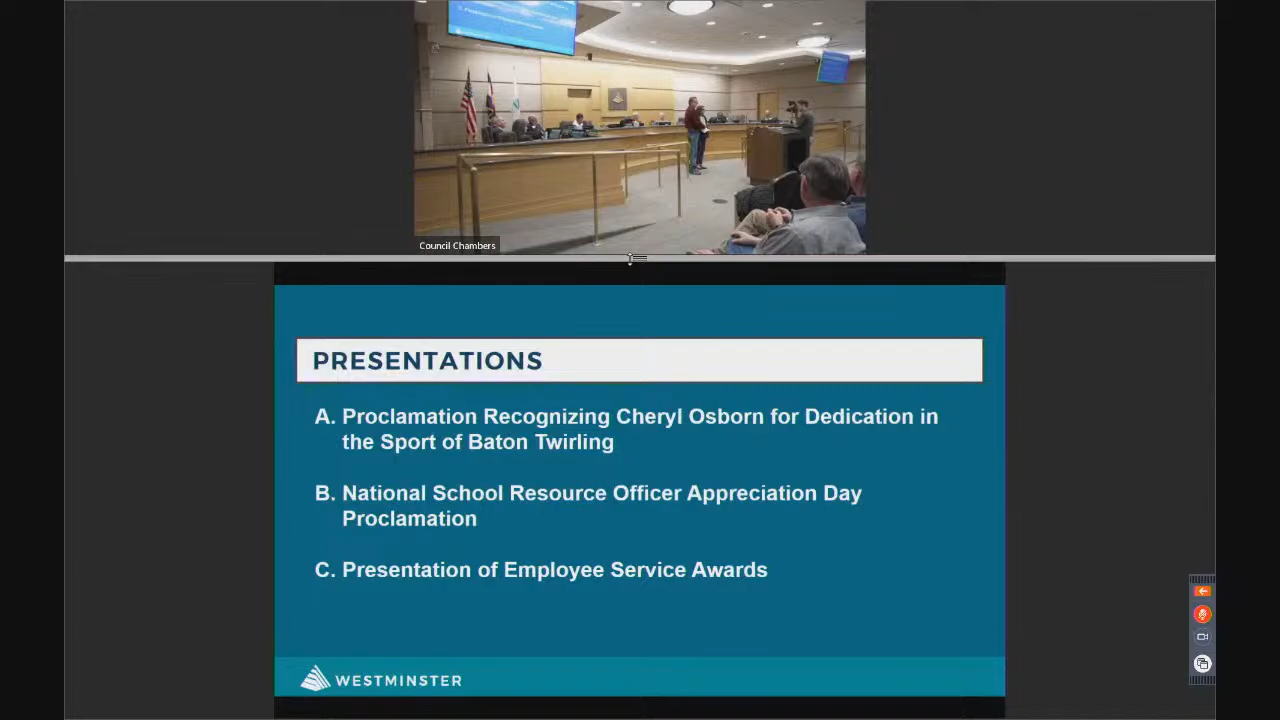 Council Chambers
PRESENTATIONS
A. Proclamation Recognizing Cheryl Osborn for Dedication in
the Sport of Baton Twirling
B. National School Resource Officer Appreciation Day
Proclamation
C. Presentation of Employee Service Awards
WESTMINSTER